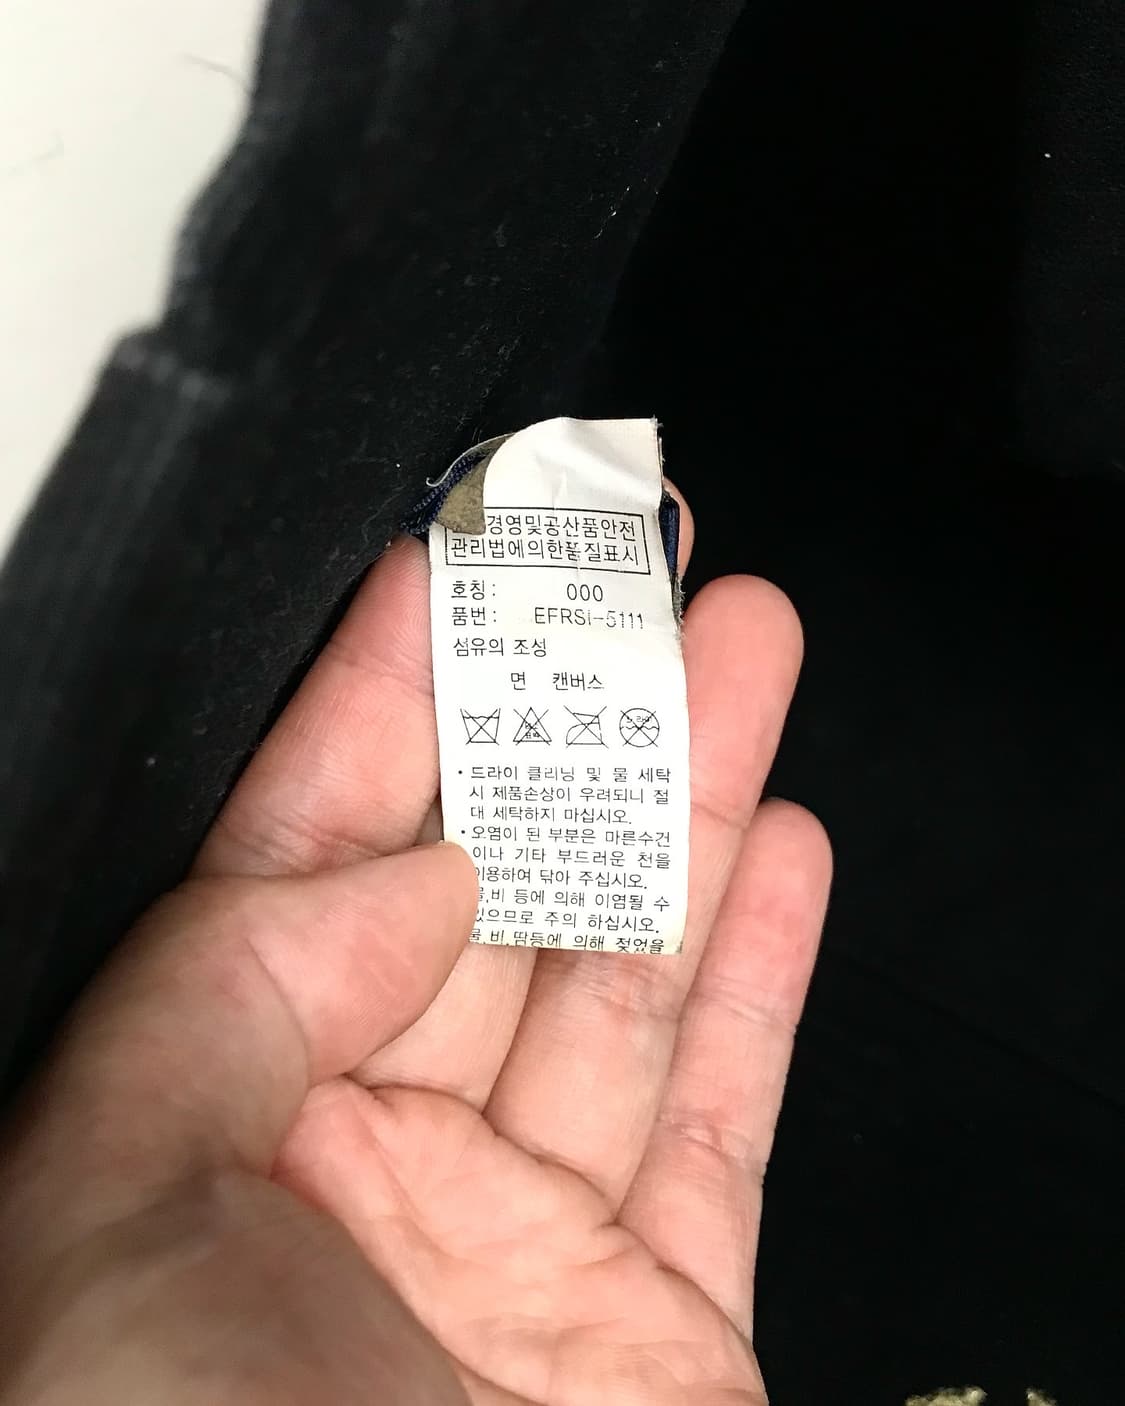 경영및공산품안전
관리법에의한품질표시
호칭: 000
품번: EFRSI-5111
섬유의 조성
면 캔버스
• 드라이 클리닝 및 물 세탁
시 제품손상이 우려되니 절
대 세탁하지 마십시오.
• 오염이 된 부분은 마른수건
이나 기타 부드러운 천을
이용하여 닦아 주십시오.
물,비 등에 의해 이염될 수
있으므로 주의 하십시오.
물,비,땀등에 의해 젖었을